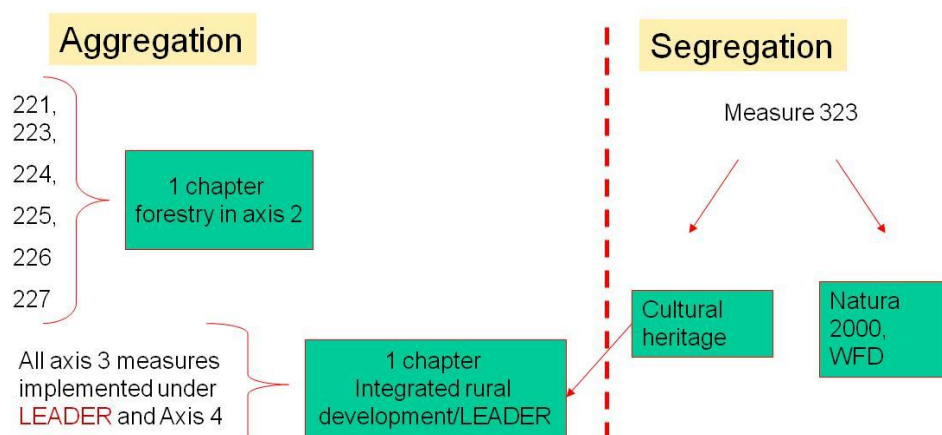 Aggregation
221,
223,
224,
225,
226
227
1 chapter
forestry in axis 2
All axis 3 measures
implemented under
LEADER and Axis 4
1 chapter
Integrated rural
development/LEADER
Segregation
Measure 323
Cultural
heritage
Natura
2000,
WFD